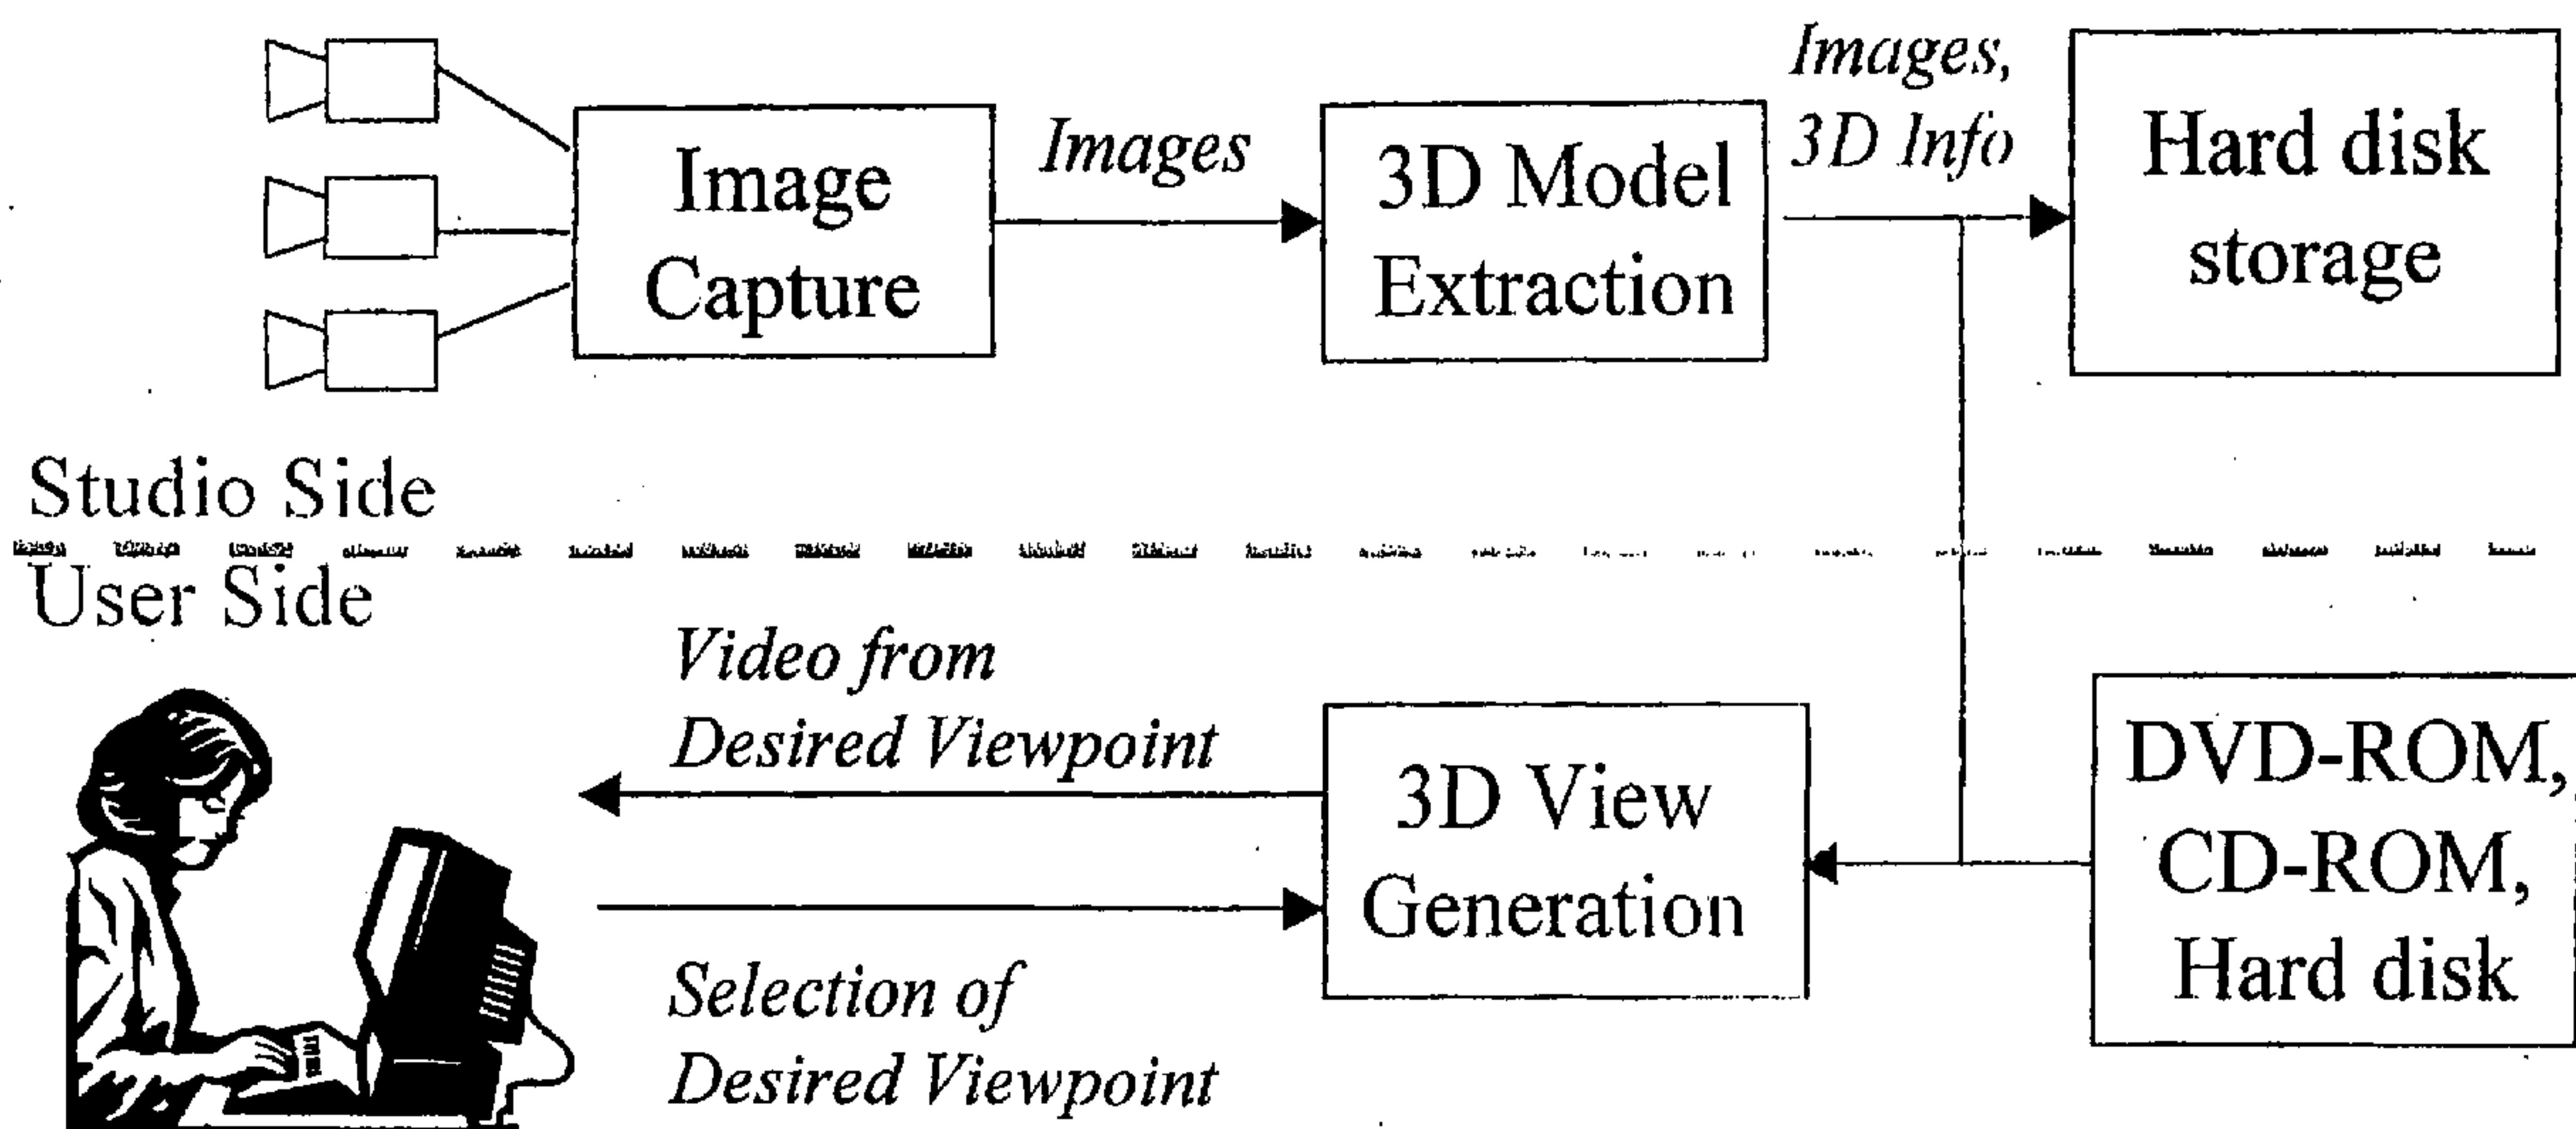 Image
Capture
Images
3D Model
Extraction
Images,
3D Info
Hard disk
storage
Studio Side
User Side
Video from
Desired Viewpoint
3D View
Generation
Selection of
Desired Viewpoint
DVD-ROM,
CD-ROM,
Hard disk